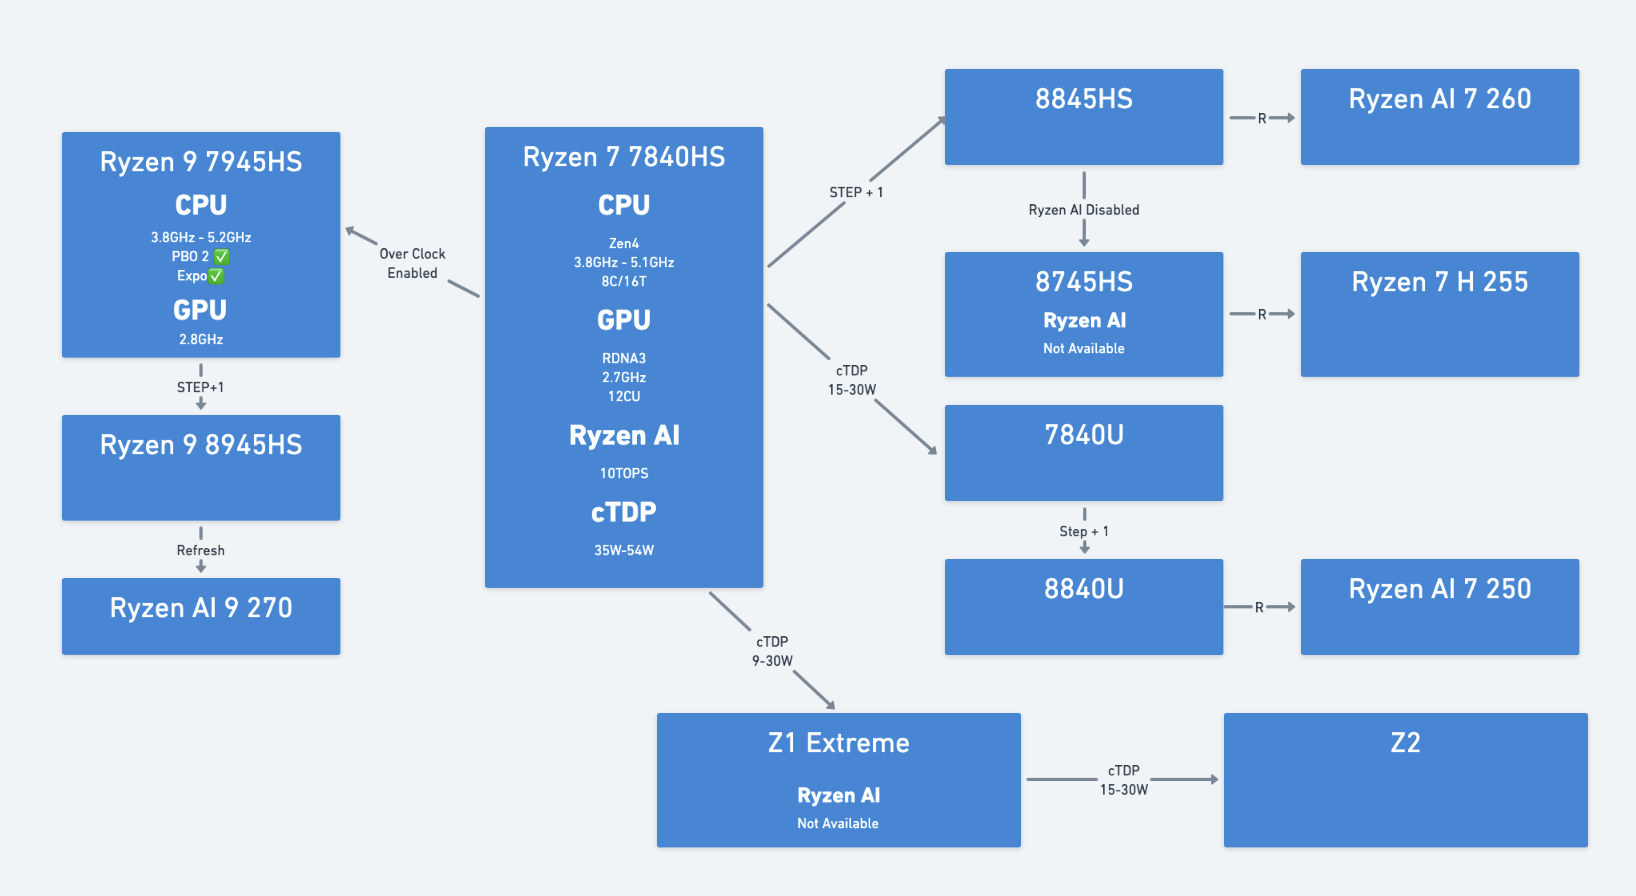 Ryzen 9 7945HS
CPU
3.8GHz - 5.2GHz
PBO 2 ✅
Expo✅
GPU
2.8GHz
STEP+1
Ryzen 9 8945HS
Refresh
Ryzen AI 9 270
Over Clock
Enabled
Ryzen 7 7840HS
CPU
Zen4
3.8GHz - 5.1GHz
8C/16T
GPU
RDNA3
2.7GHz
12CU
Ryzen AI
10TOPS
cTDP
35W-54W
STEP + 1
8845HS
R
Ryzen AI 7 260
Ryzen AI Disabled
8745HS
Ryzen AI
Not Available
R
Ryzen 7 H 255
cTDP
15-30W
7840U
Step + 1
8840U
R
Ryzen AI 7 250
cTDP
9-30W
Z1 Extreme
Ryzen AI
Not Available
cTDP
15-30W
Z2